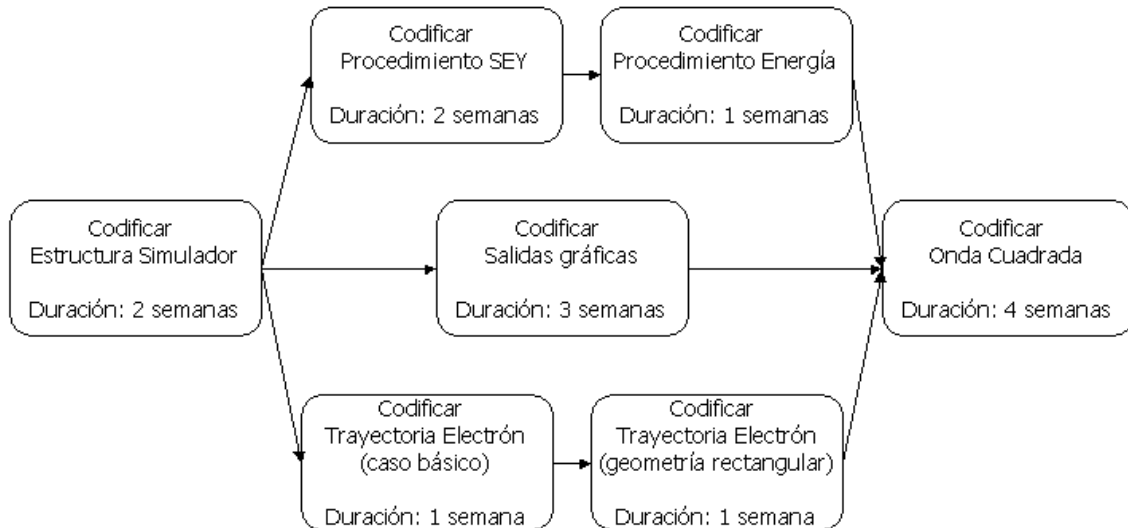 Codificar
Procedimiento SEY
Duración: 2 semanas
Codificar
Procedimiento Energía
Duración: 1 semanas
Codificar
Estructura Simulador
Duración: 2 semanas
Codificar
Salidas gráficas
Duración: 3 semanas
Codificar
Onda Cuadrada
Duración: 4 semanas
Codificar
Trayectoria Electrón
(caso básico)
Duración: 1 semana
Codificar
Trayectoria Electrón
(geometría rectangular)
Duración: 1 semana